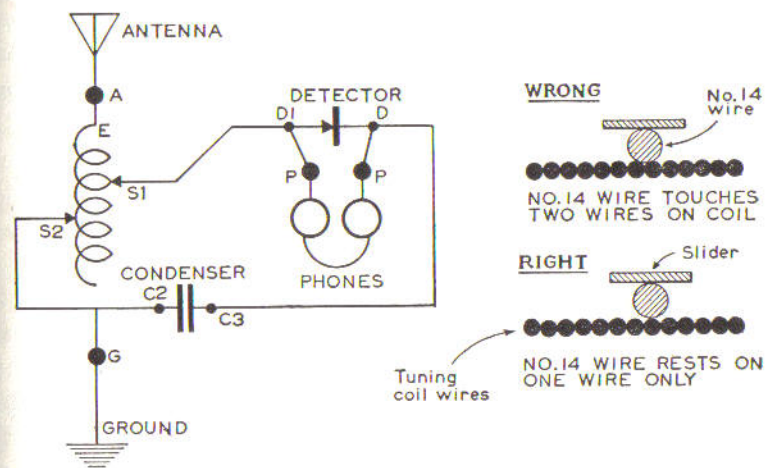 ANTENNA
A
E
S1
S2
DETECTOR
D1
D
P
P
PHONES
CONDENSER
C2
C3
G
GROUND
WRONG
No.14
wire
NO.14 WIRE TOUCHES
TWO WIRES ON COIL
RIGHT
Slider
Tuning
coil wires
NO.14 WIRE RESTS ON
ONE WIRE ONLY